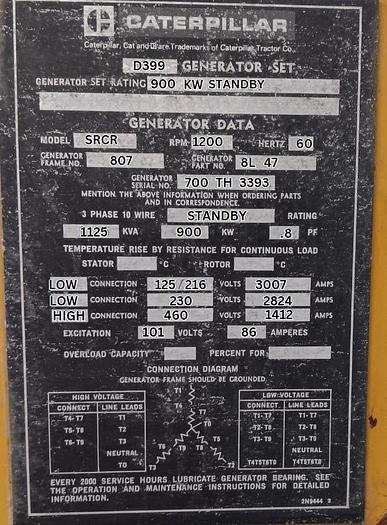 CATERPILLAR
Caterpillar, Cat and are Trademarks of Caterpillar Tractor Co.
D399 GENERATOR SET
GENERATOR SET RATING 900 KW STANDBY
GENERATOR DATA
MODEL SRCR RPM 1200 HERTZ 60
GENERATOR FRAME NO. 807 GENERATOR PART NO. 8L 47
GENERATOR SERIAL NO. 700 TH 3393
MENTION THE ABOVE INFORMATION WHEN ORDERING PARTS
AND IN CORRESPONDENCE.
3 PHASE 10 WIRE STANDBY RATING
1125 KVA 900 KW .8 PF
TEMPERATURE RISE BY RESISTANCE FOR CONTINUOUS LOAD
STATOR °C ROTOR °C
LOW CONNECTION 125/216 VOLTS 3007 AMPS
LOW CONNECTION 230 VOLTS 2824 AMPS
HIGH CONNECTION 460 VOLTS 1412 AMPS
EXCITATION 101 VOLTS 86 AMPERES
OVERLOAD CAPACITY PERCENT FOR
CONNECTION DIAGRAM
GENERATOR FRAME SHOULD BE GROUNDED
HIGH VOLTAGE
CONNECT LINE LEADS
T4-T7 T1
T5-T8 T2
T6-T9 T3
NEUTRAL
T0
T1
T4
T7
T3
T2
LOW VOLTAGE
CONNECT LINE LEADS
T1-T7 T1-T7
T2-T8 T2-T8
T3-T9 T3-T9
NEUTRAL
EVERY 2000 SERVICE HOURS LUBRICATE GENERATOR BEARING. SEE
THE OPERATION AND MAINTENANCE INSTRUCTIONS FOR DETAILED
INFORMATION.